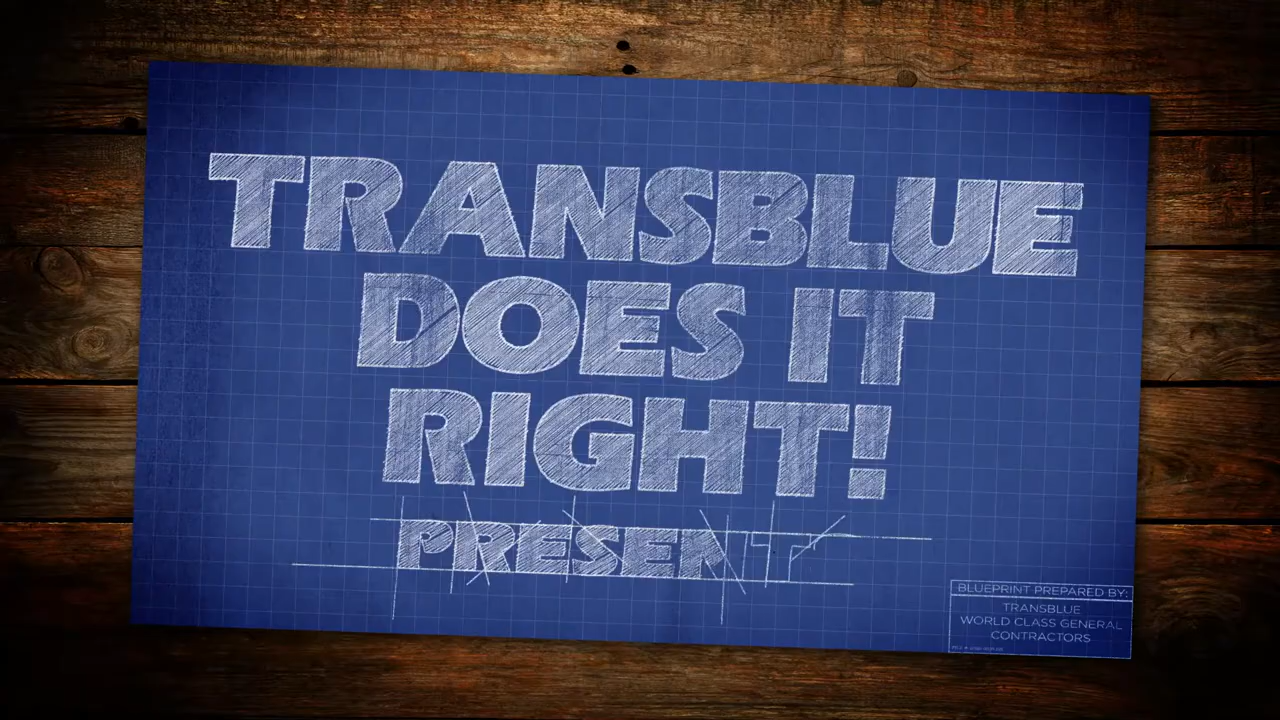 TRANSBLUE
DOES IT
RIGHT!
PRESENT
BLUEPRINT PREPARED BY:
TRANSBLUE
WORLD CLASS GENERAL
CONTRACTORS